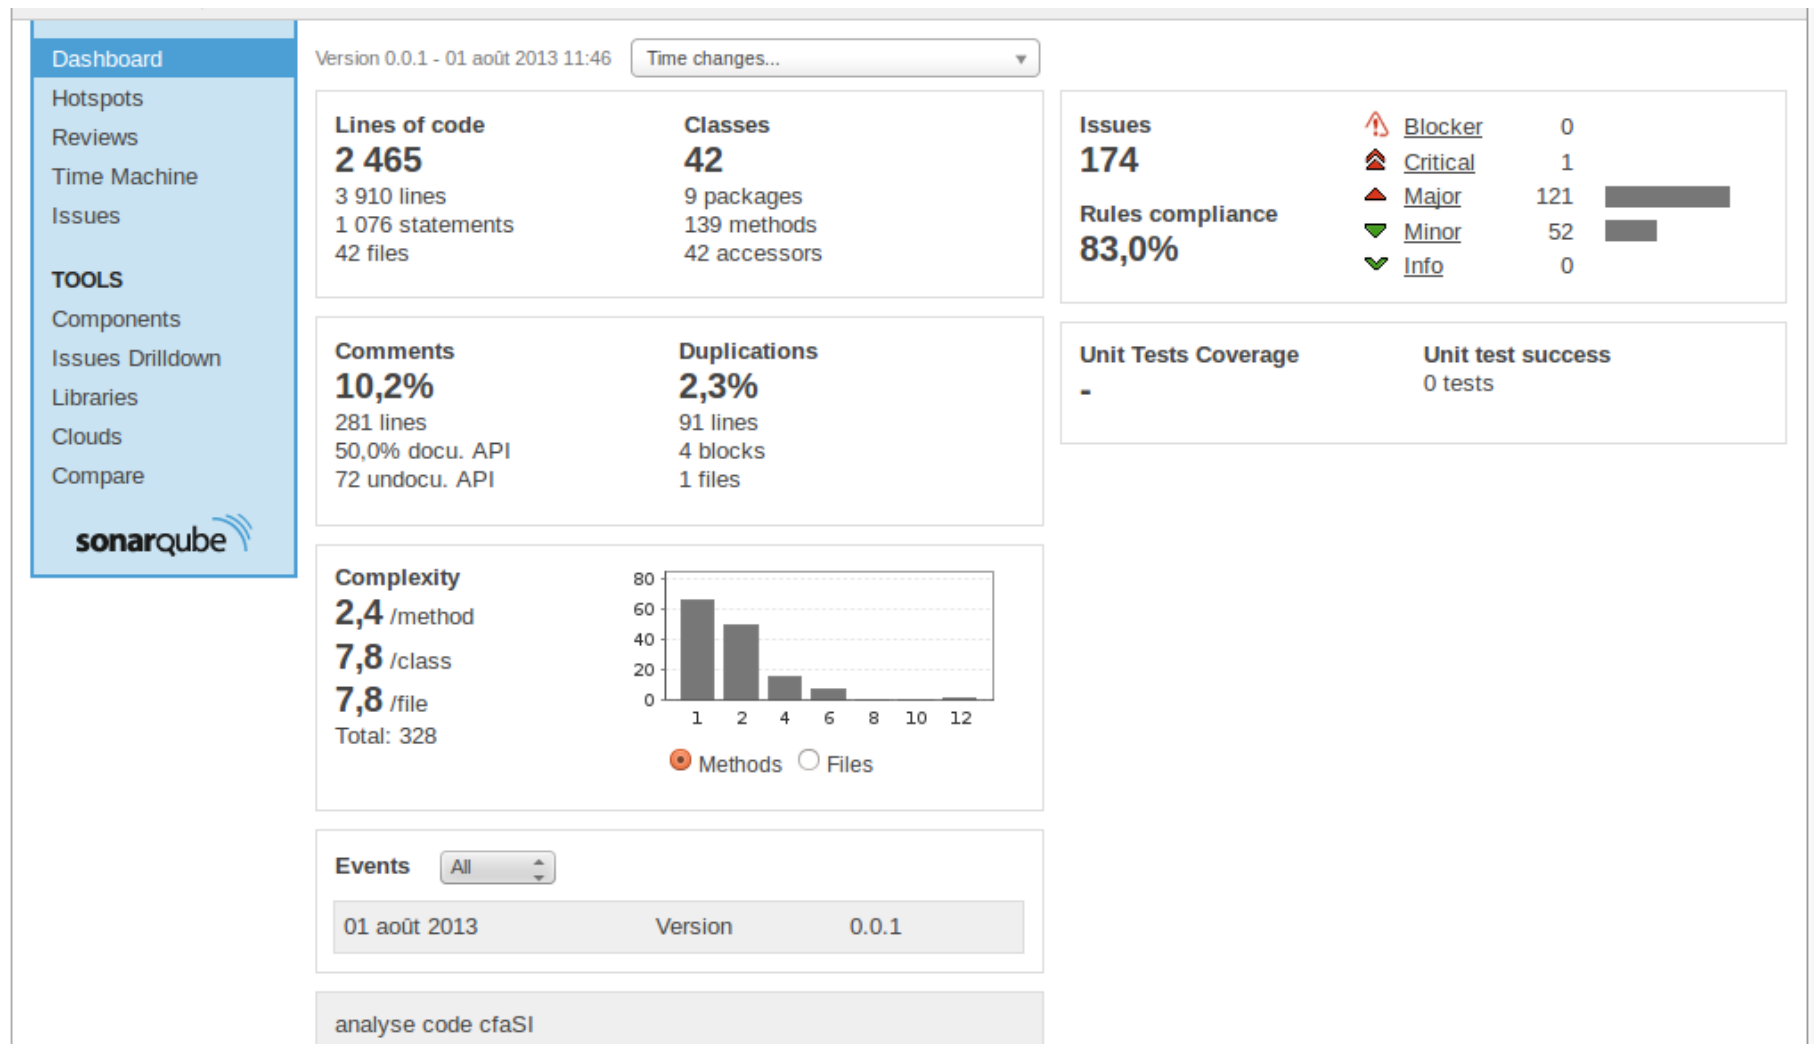 Dashboard
Hotspots
Reviews
Time Machine
Issues
TOOLS
Components
Issues Drilldown
Libraries
Clouds
Compare
sonarqube
Version 0.0.1 - 01 août 2013 11:46
Time changes...
Lines of code
2 465
3 910 lines
1 076 statements
42 files
Classes
42
9 packages
139 methods
42 accessors
Comments
10,2%
281 lines
50,0% docu. API
72 undocu. API
Duplications
2,3%
91 lines
4 blocks
1 files
Complexity
2,4 /method
7,8 /class
7,8 /file
Total: 328
80
60
40
20
0
1 2 4 6 8 10 12
Methods Files
Events All
01 août 2013 Version 0.0.1
analyse code cfaSI
Issues
174
Rules compliance
83,0%
Blocker 0
Critical 1
Major 121
Minor 52
Info 0
Unit Tests Coverage
-
Unit test success
0 tests